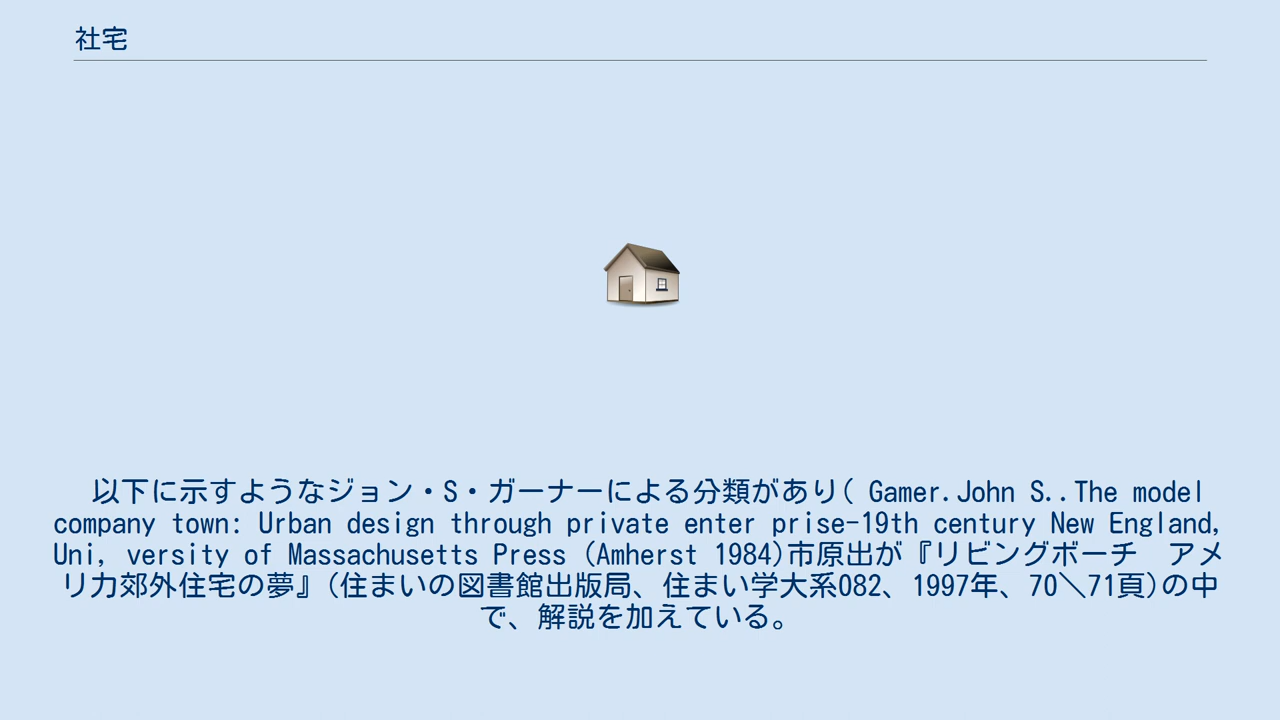 社宅
以下に示すようなジョン・S・ガーナーによる分類があり( Gamer.John S..The model
company town: Urban design through private enter prise-19th century New England,
Uni, versity of Massachusetts Press (Amherst 1984)市原出が『リビングボーチ　アメ
リ力郊外住宅の夢』(住まいの図書館出版局、住まい学大系082、1997年、70＼71頁)の中
で、解説を加えている。